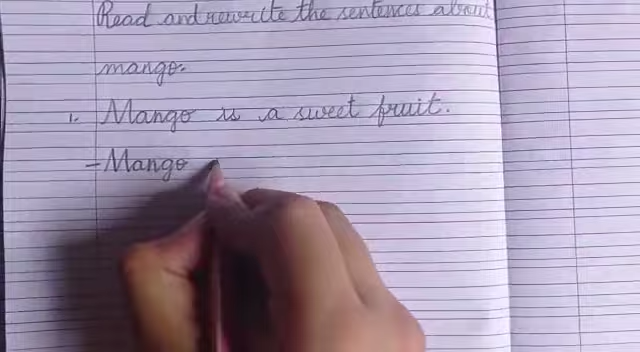 Read and rewrite the sentences about
mango.
1. Mango is a sweet fruit.
- Mango